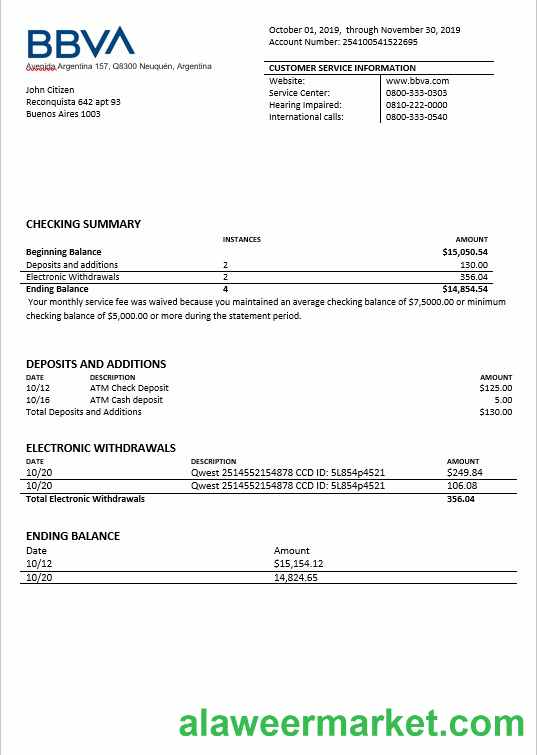 BBVA
October 01, 2019, through November 30, 2019
Account Number: 254100541522695
Avenida Argentina 157, Q8300 Neuquén, Argentina
CUSTOMER SERVICE INFORMATION
Website: www.bbva.com
Service Center: 0800-333-0303
Hearing Impaired: 0810-222-0000
International calls: 0800-333-0540
John Citizen
Reconquista 642 apt 93
Buenos Aires 1003
CHECKING SUMMARY
INSTANCES AMOUNT
Beginning Balance $15,050.54
Deposits and additions 2 130.00
Electronic Withdrawals 2 356.04
Ending Balance 4 $14,854.54
Your monthly service fee was waived because you maintained an average checking balance of $7,5000.00 or minimum
checking balance of $5,000.00 or more during the statement period.
DEPOSITS AND ADDITIONS
DATE DESCRIPTION AMOUNT
10/12 ATM Check Deposit $125.00
10/16 ATM Cash deposit 5.00
Total Deposits and Additions $130.00
ELECTRONIC WITHDRAWALS
DATE DESCRIPTION AMOUNT
10/20 Qwest 2514552154878 CCD ID: 5L854p4521 $249.84
10/20 Qwest 2514552154878 CCD ID: 5L854p4521 106.08
Total Electronic Withdrawals 356.04
ENDING BALANCE
Date Amount
10/12 $15,154.12
10/20 14,824.65
alaweermarket.com